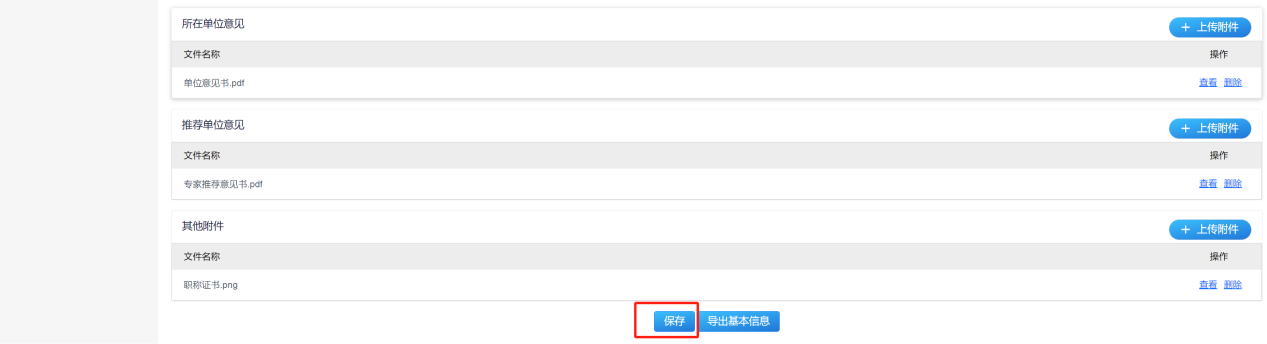 所在单位意见
+ 上传附件
文件名称 操作
单位意见书.pdf 查看 删除
推荐单位意见
+ 上传附件
文件名称 操作
专家推荐意见书.pdf 查看 删除
其他附件
+ 上传附件
文件名称 操作
职称证书.png 查看 删除
保存 导出基本信息